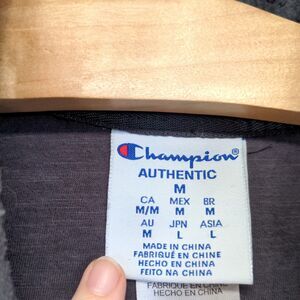 Champion®
AUTHENTIC
M
CA MEX BR
M/M M M
AU JPN ASIA
M L L
MADE IN CHINA
FABRIQUÉ EN CHINE
HECHO EN CHINA
FEITO NA CHINA
FABRIQUÉ EN CHINE
HECHO EN CHINA